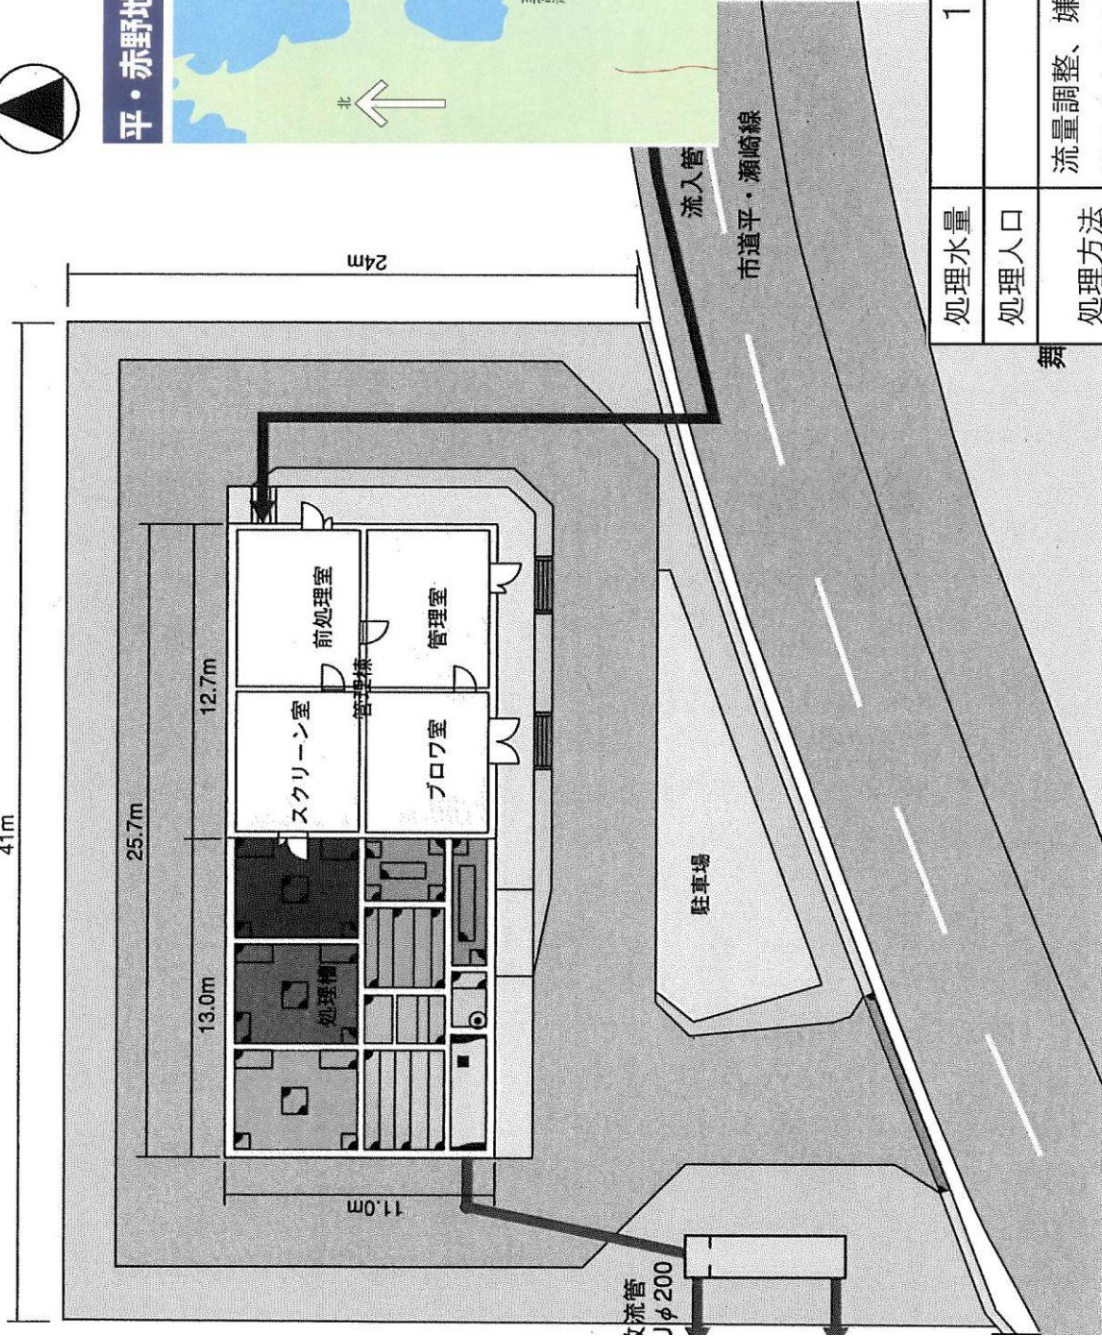 平・赤野地
北
流入管
市道平・瀬崎線
24m
41m
25.7m
12.7m
13.0m
11.0m
前処理室
管理室
管理棟
スクリーン室
ブロワ室
処理槽
駐車場
流管
φ200
処理水量
1
処理人口
処理方法
流量調整、嫌
舞